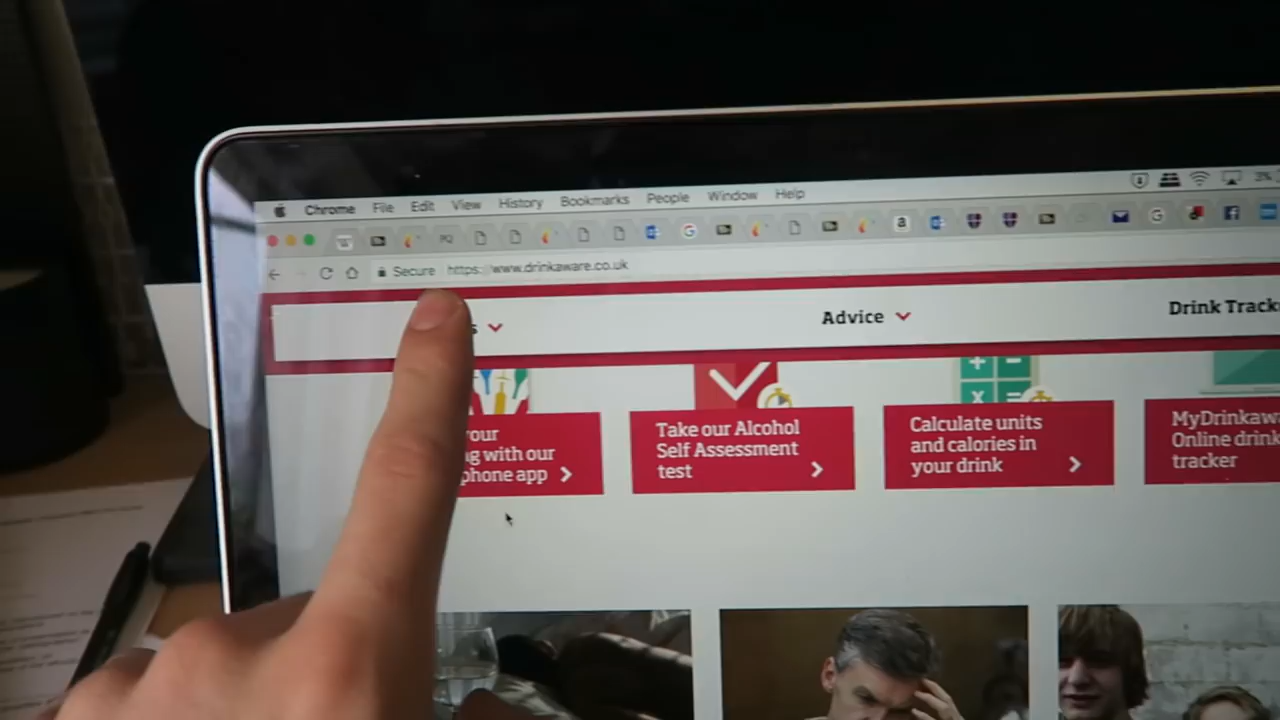 Chrome File Edit View History Bookmarks People Window Help
3%
Secure https://www.drinkaware.co.uk
s Advice Drink Track
our
g with our
phone app
Take our Alcohol
Self Assessment
test
Calculate units
and calories in
your drink
MyDrinkaw
Online drink
tracker